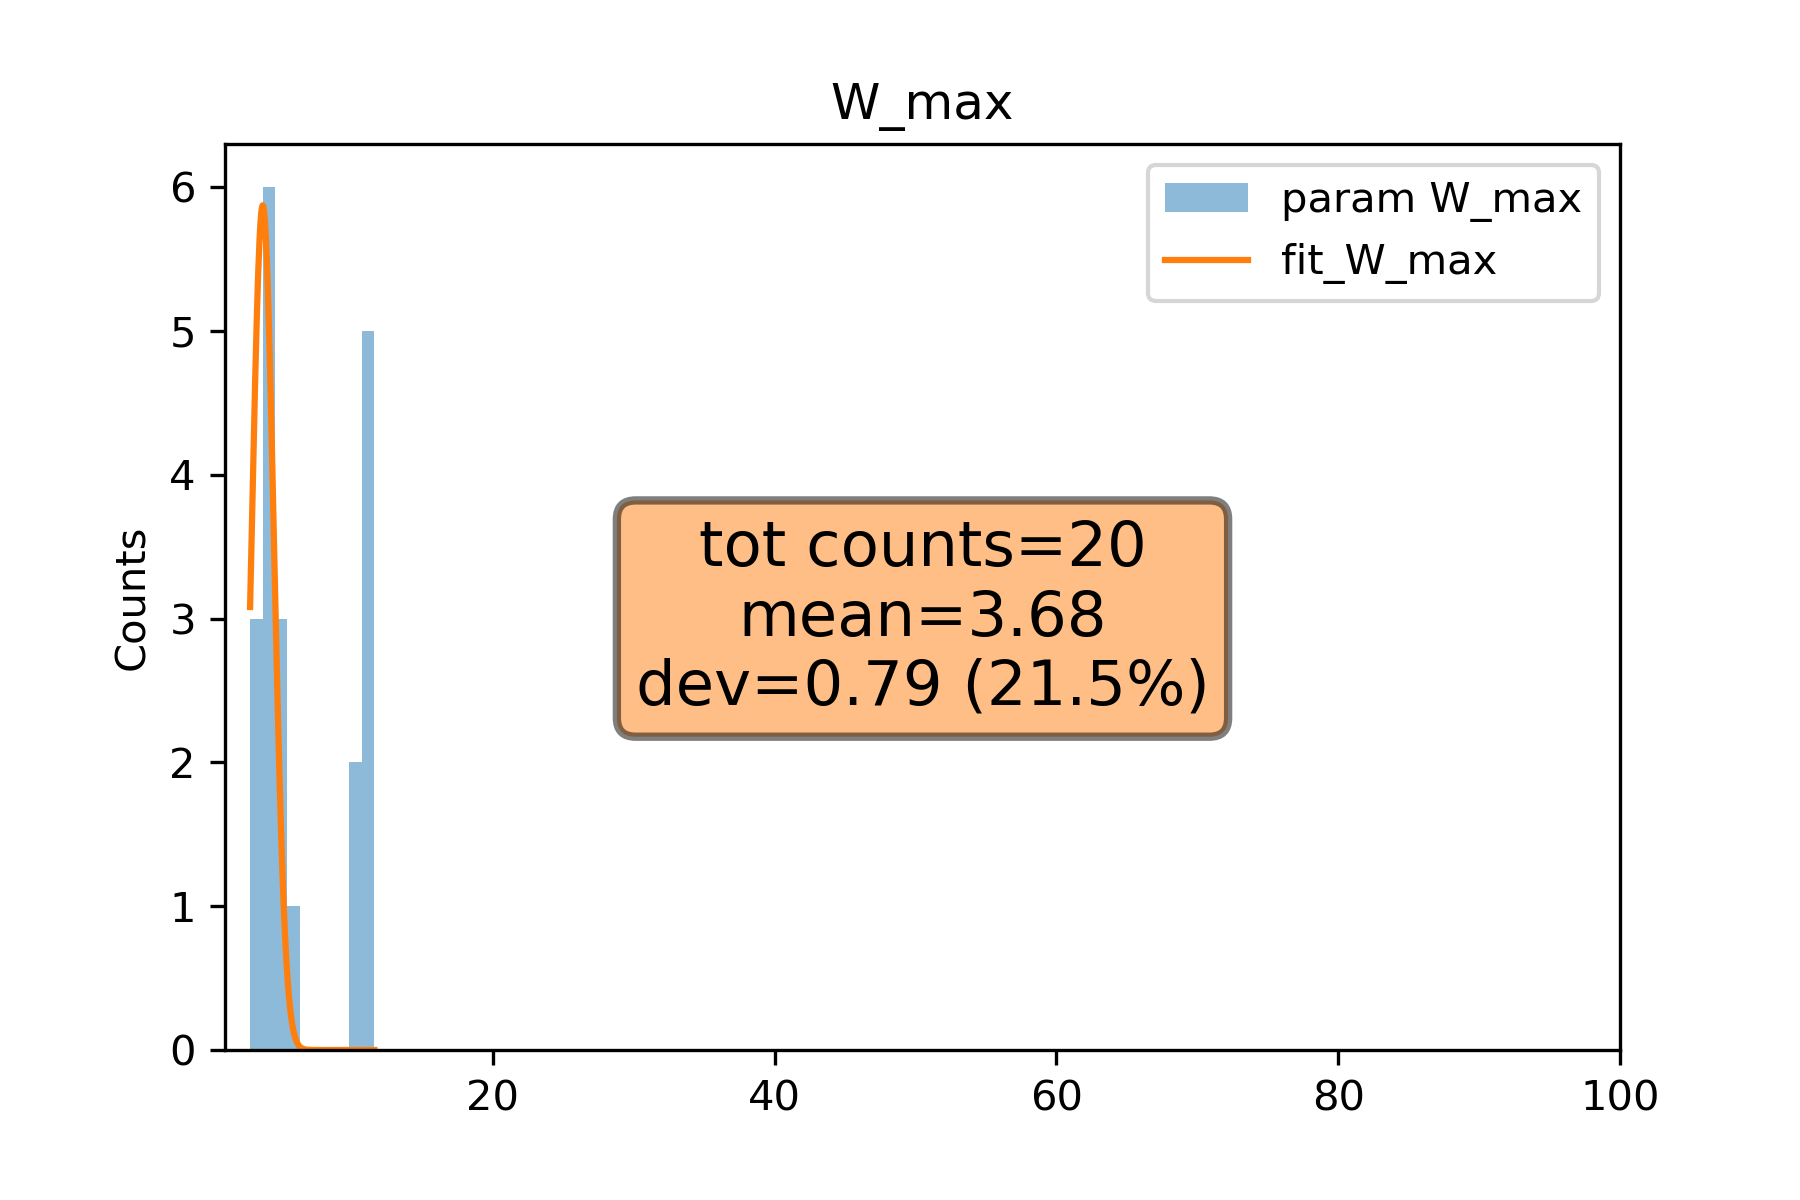 W_max
param W_max
fit_W_max
6
5
4
3
2
1
0
Counts
tot counts=20
mean=3.68
dev=0.79 (21.5%)
20
40
60
80
100